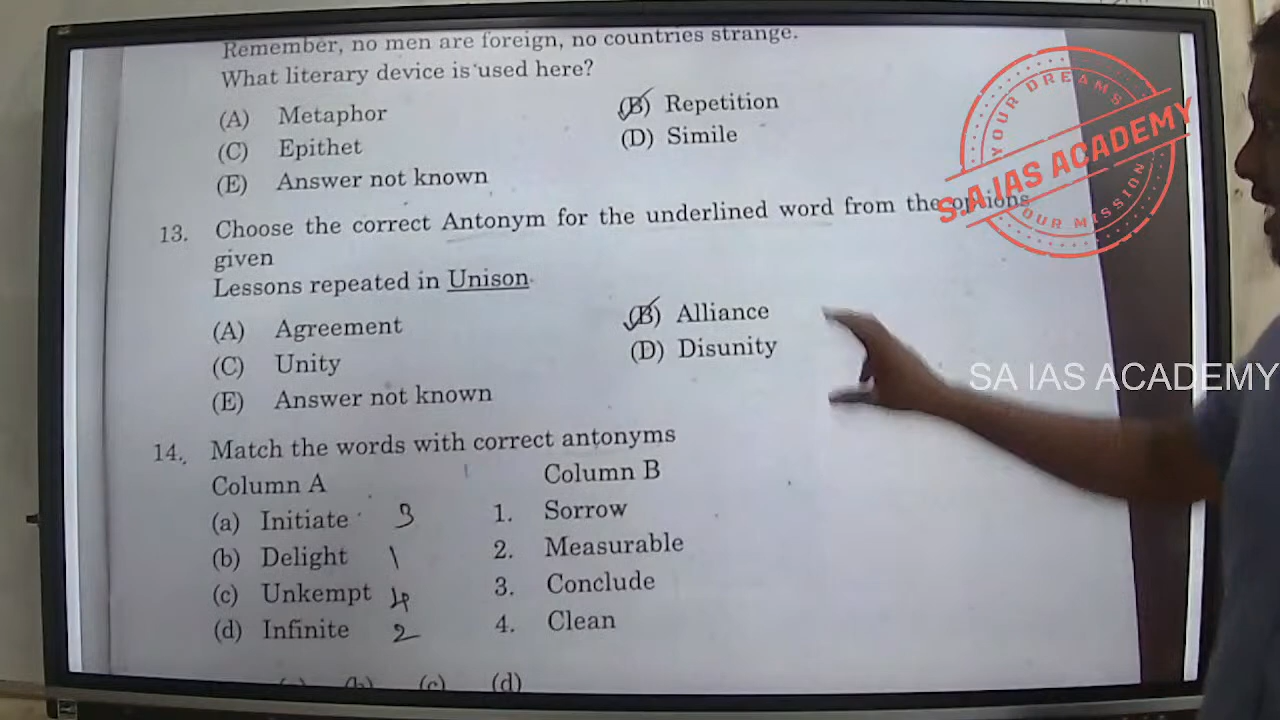 Remember, no men are foreign, no countries strange.
What literary device is used here?
(A) Metaphor (B) Repetition
(C) Epithet (D) Simile
(E) Answer not known
13. Choose the correct Antonym for the underlined word from the options
given
Lessons repeated in Unison.
(A) Agreement (B) Alliance
(C) Unity (D) Disunity
(E) Answer not known
14. Match the words with correct antonyms
Column A Column B
(a) Initiate 3 1. Sorrow
(b) Delight 1 2. Measurable
(c) Unkempt 4 3. Conclude
(d) Infinite 2 4. Clean
(b) (c) (d)
YOUR DREAMS
S.A IAS ACADEMY
OUR MISSION
SA IAS ACADEMY